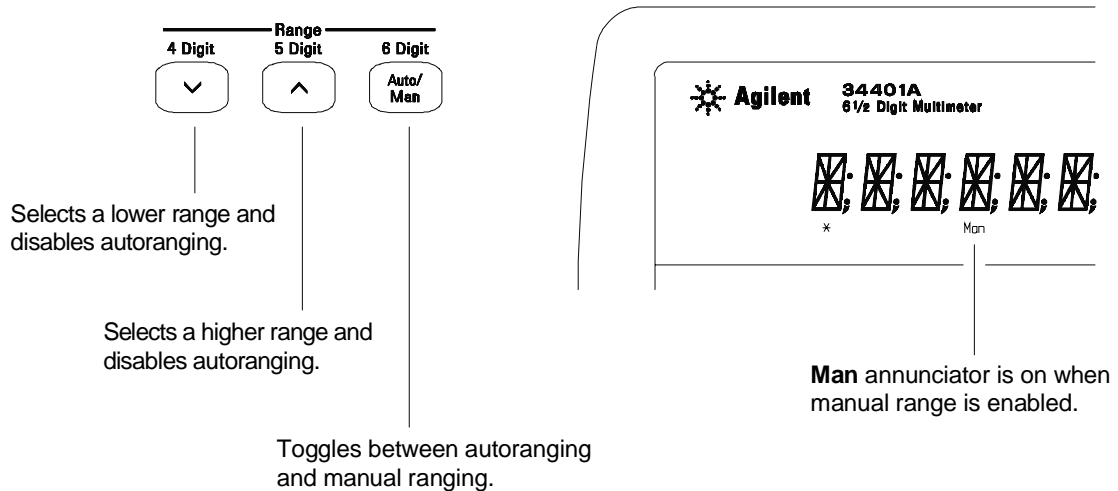 Range
4 Digit 5 Digit 6 Digit
Auto/
Man
Selects a lower range and
disables autoranging.
Selects a higher range and
disables autoranging.
Toggles between autoranging
and manual ranging.
Agilent
34401A
6½ Digit Multimeter
* Man
Man annunciator is on when
manual range is enabled.